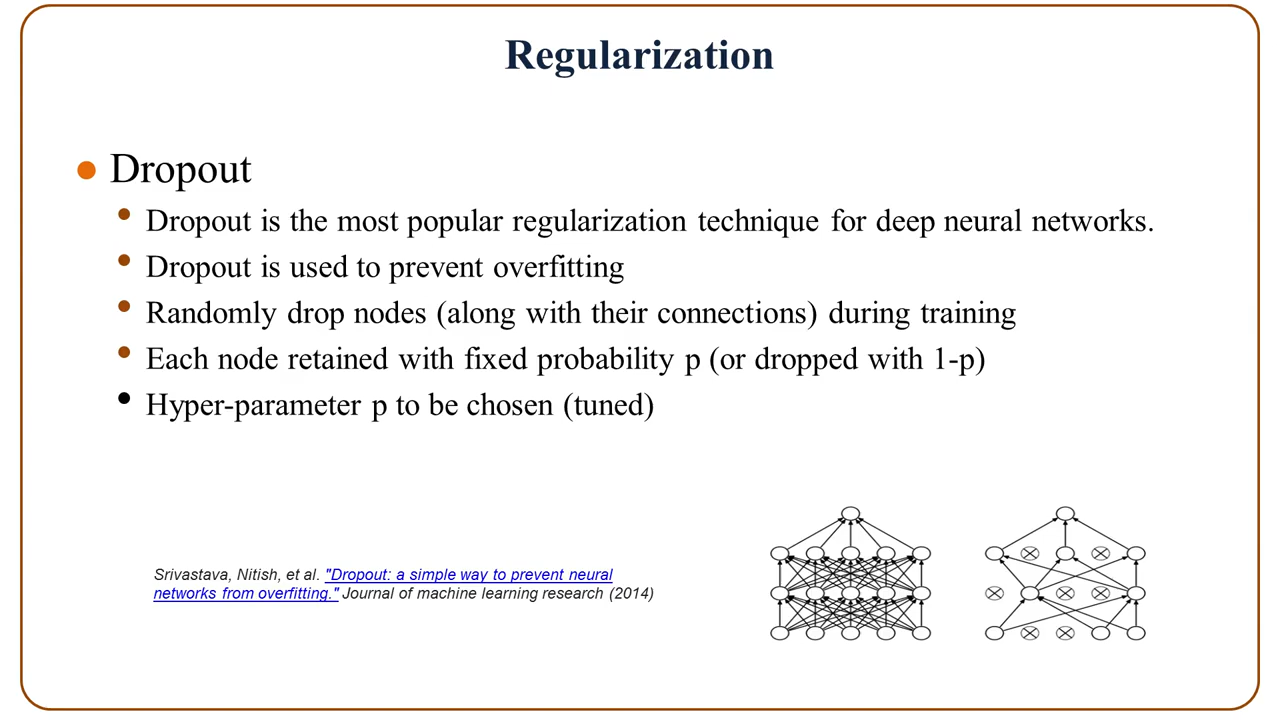 Regularization
Dropout
Dropout is the most popular regularization technique for deep neural networks.
Dropout is used to prevent overfitting
Randomly drop nodes (along with their connections) during training
Each node retained with fixed probability p (or dropped with 1-p)
Hyper-parameter p to be chosen (tuned)
Srivastava, Nitish, et al. "Dropout: a simple way to prevent neural
networks from overfitting." Journal of machine learning research (2014)